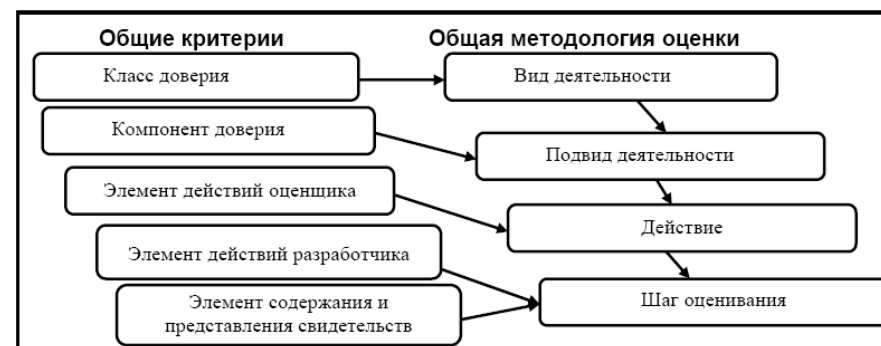 Общие критерии
Общая методология оценки
Класс доверия
Вид деятельности
Компонент доверия
Подвид деятельности
Элемент действий оценщика
Действие
Элемент действий разработчика
Элемент содержания и
представления свидетельств
Шаг оценивания